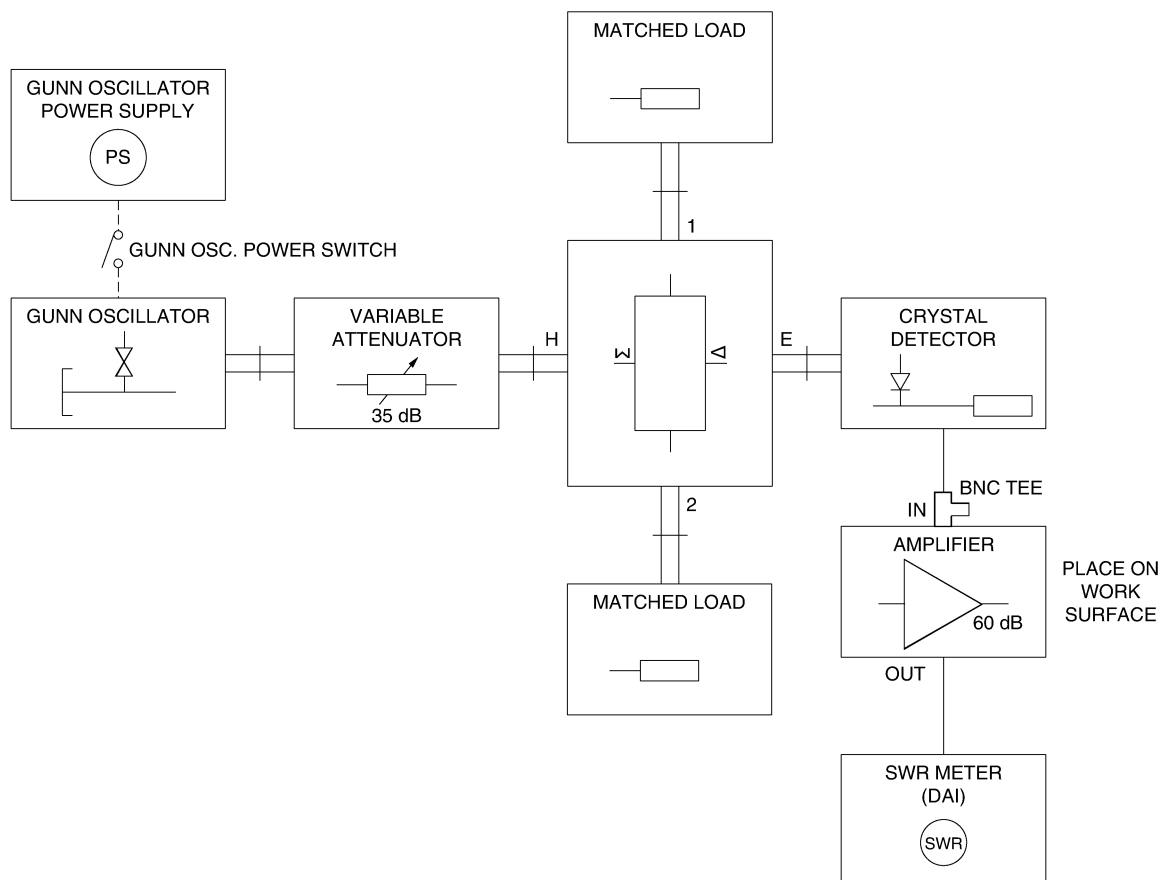 MATCHED LOAD
GUNN OSCILLATOR
POWER SUPPLY
PS
1
GUNN OSC. POWER SWITCH
GUNN OSCILLATOR
VARIABLE
ATTENUATOR
35 dB
H
Σ
Δ
E
CRYSTAL
DETECTOR
2
BNC TEE
IN
AMPLIFIER
60 dB
PLACE ON
WORK
SURFACE
MATCHED LOAD
OUT
SWR METER
(DAI)
SWR